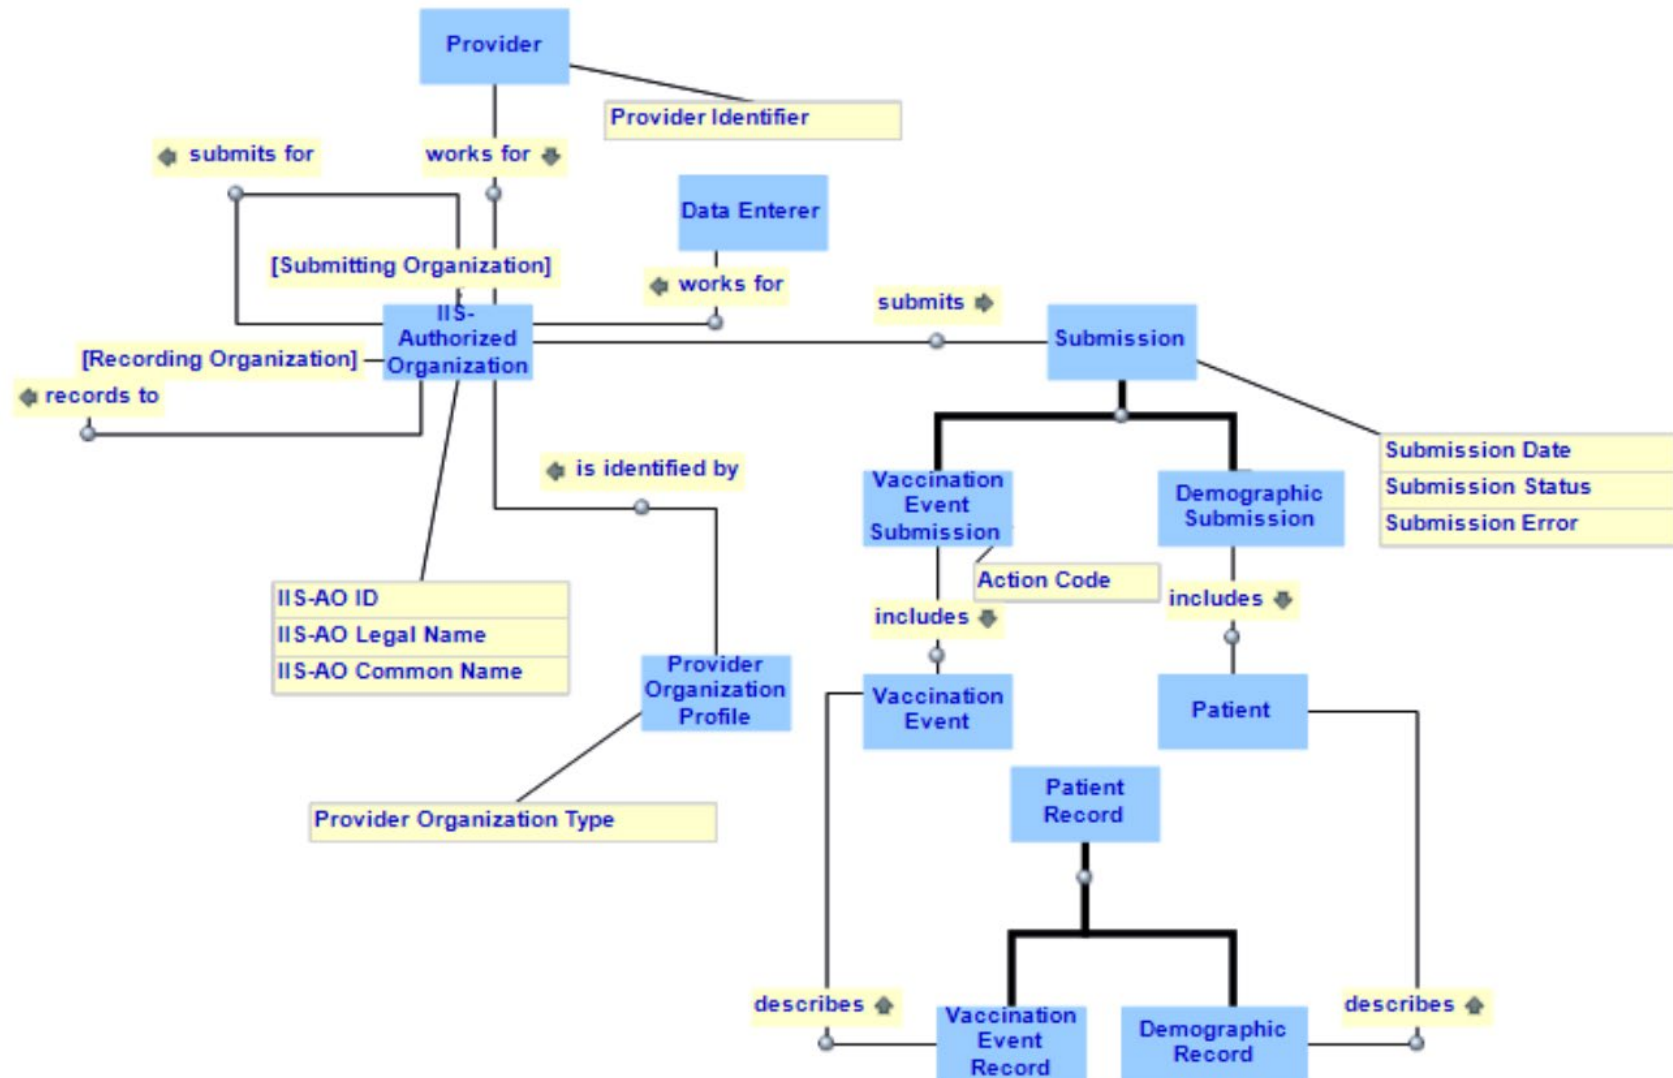 Provider
Provider Identifier
submits for
works for
Data Enterer
[Submitting Organization]
works for
submits
IIS-
Authorized
Organization
Submission
[Recording Organization]
records to
is identified by
Submission Date
Submission Status
Submission Error
Vaccination
Event
Submission
Demographic
Submission
Action Code
includes
includes
IIS-AO ID
IIS-AO Legal Name
IIS-AO Common Name
Provider
Organization
Profile
Vaccination
Event
Patient
Patient
Record
Provider Organization Type
describes
describes
Vaccination
Event
Record
Demographic
Record